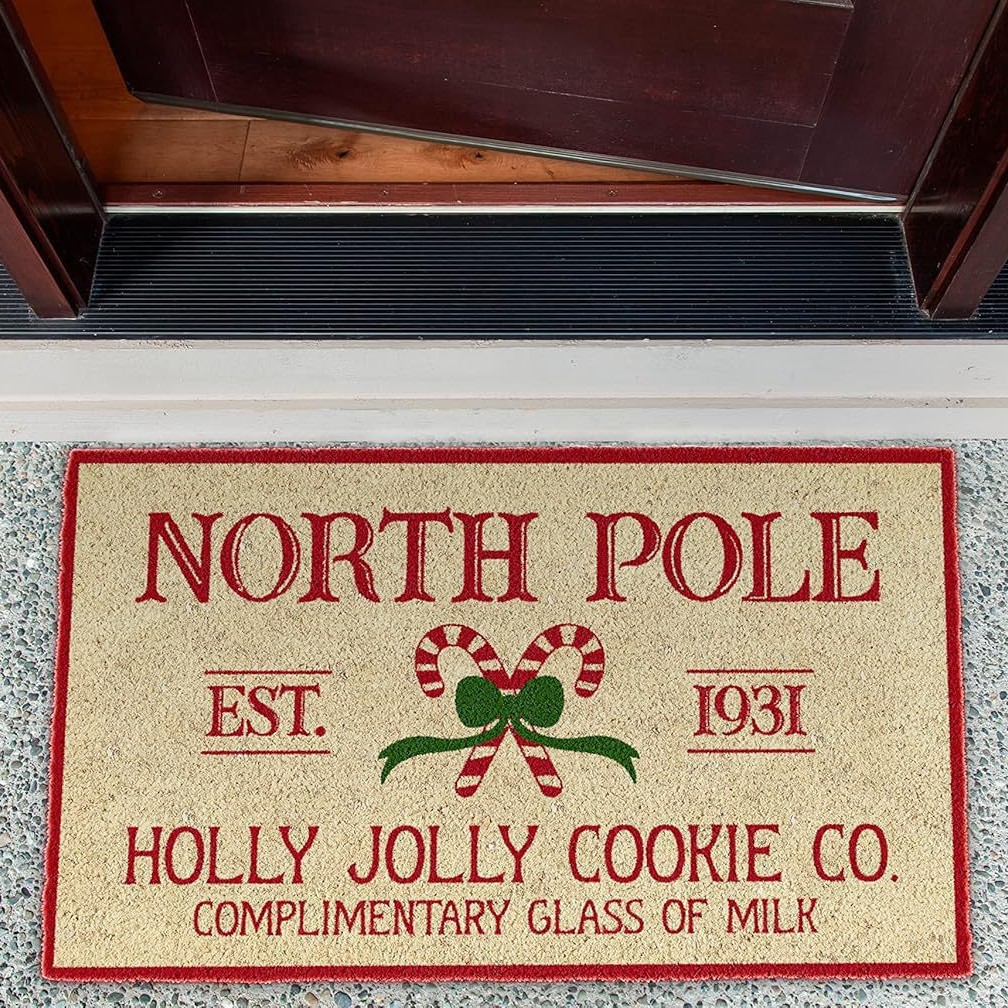 NORTH POLE
EST. 1931
HOLLY JOLLY COOKIE CO.
COMPLIMENTARY GLASS OF MILK